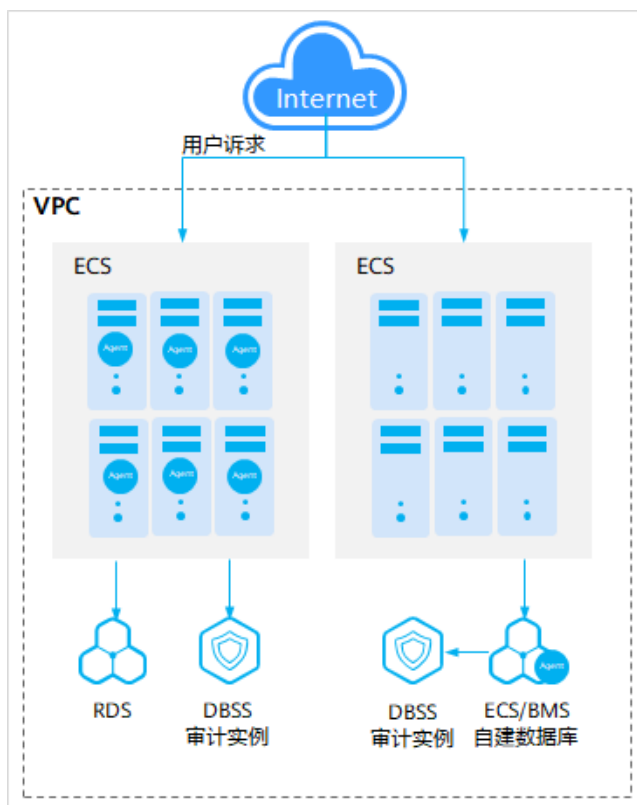 Internet
用户诉求
VPC
ECS
ECS
Agent
Agent
Agent
Agent
Agent
Agent
RDS
DBSS
审计实例
DBSS
审计实例
Agent
ECS/BMS
自建数据库